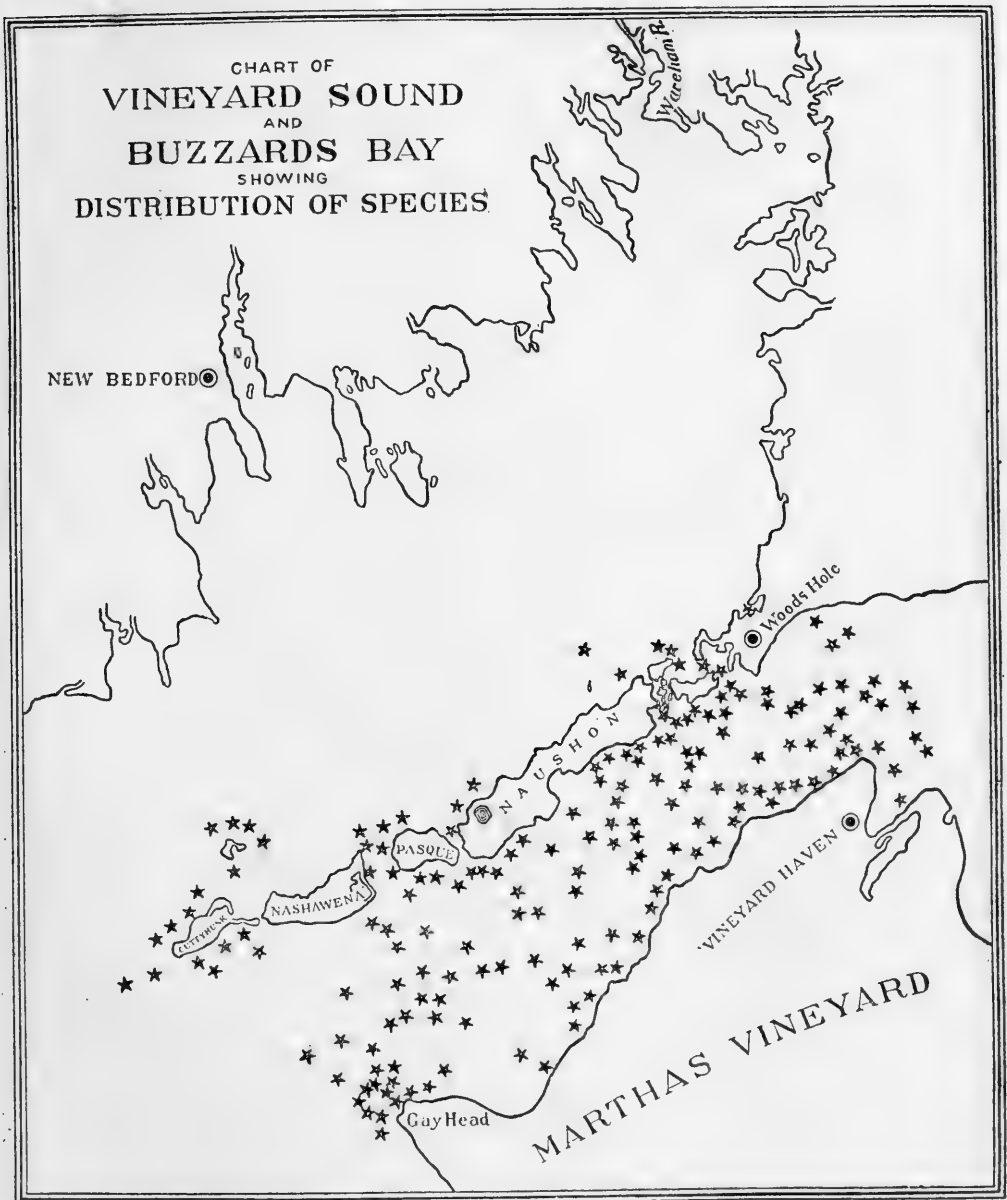 CHART OF
VINEYARD SOUND
AND
BUZZARDS BAY
SHOWING
DISTRIBUTION OF SPECIES
Wareham R.
NEW BEDFORD
Woods Hole
NAUSHON
PASQUE
NASHAWENA
CUTTYHUNK
VINEYARD HAVEN
MARTHAS VINEYARD
Gay Head